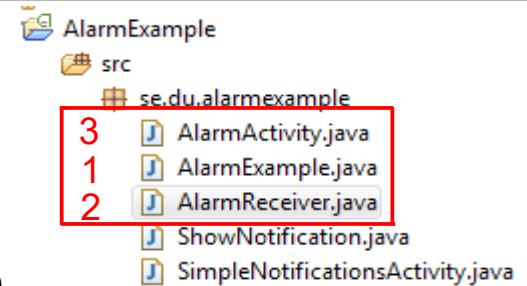 AlarmExample
src
se.du.alarmexample
3 AlarmActivity.java
1 AlarmExample.java
2 AlarmReceiver.java
ShowNotification.java
SimpleNotificationsActivity.java